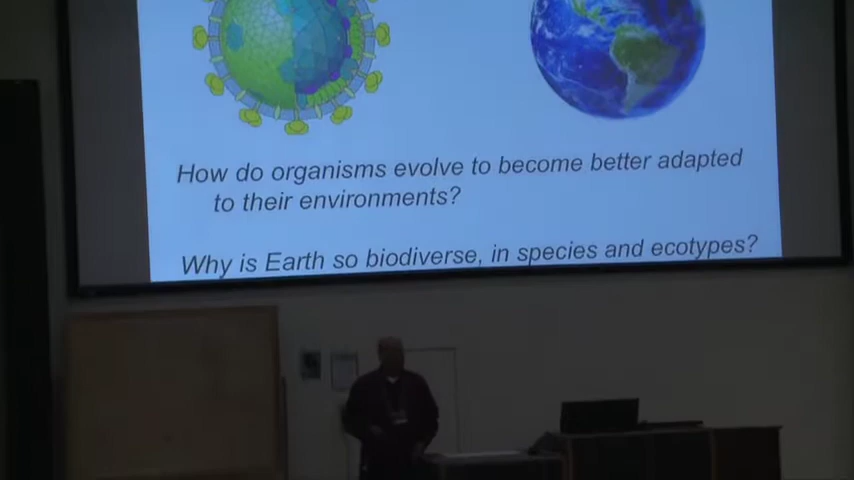 How do organisms evolve to become better adapted
to their environments?
Why is Earth so biodiverse, in species and ecotypes?